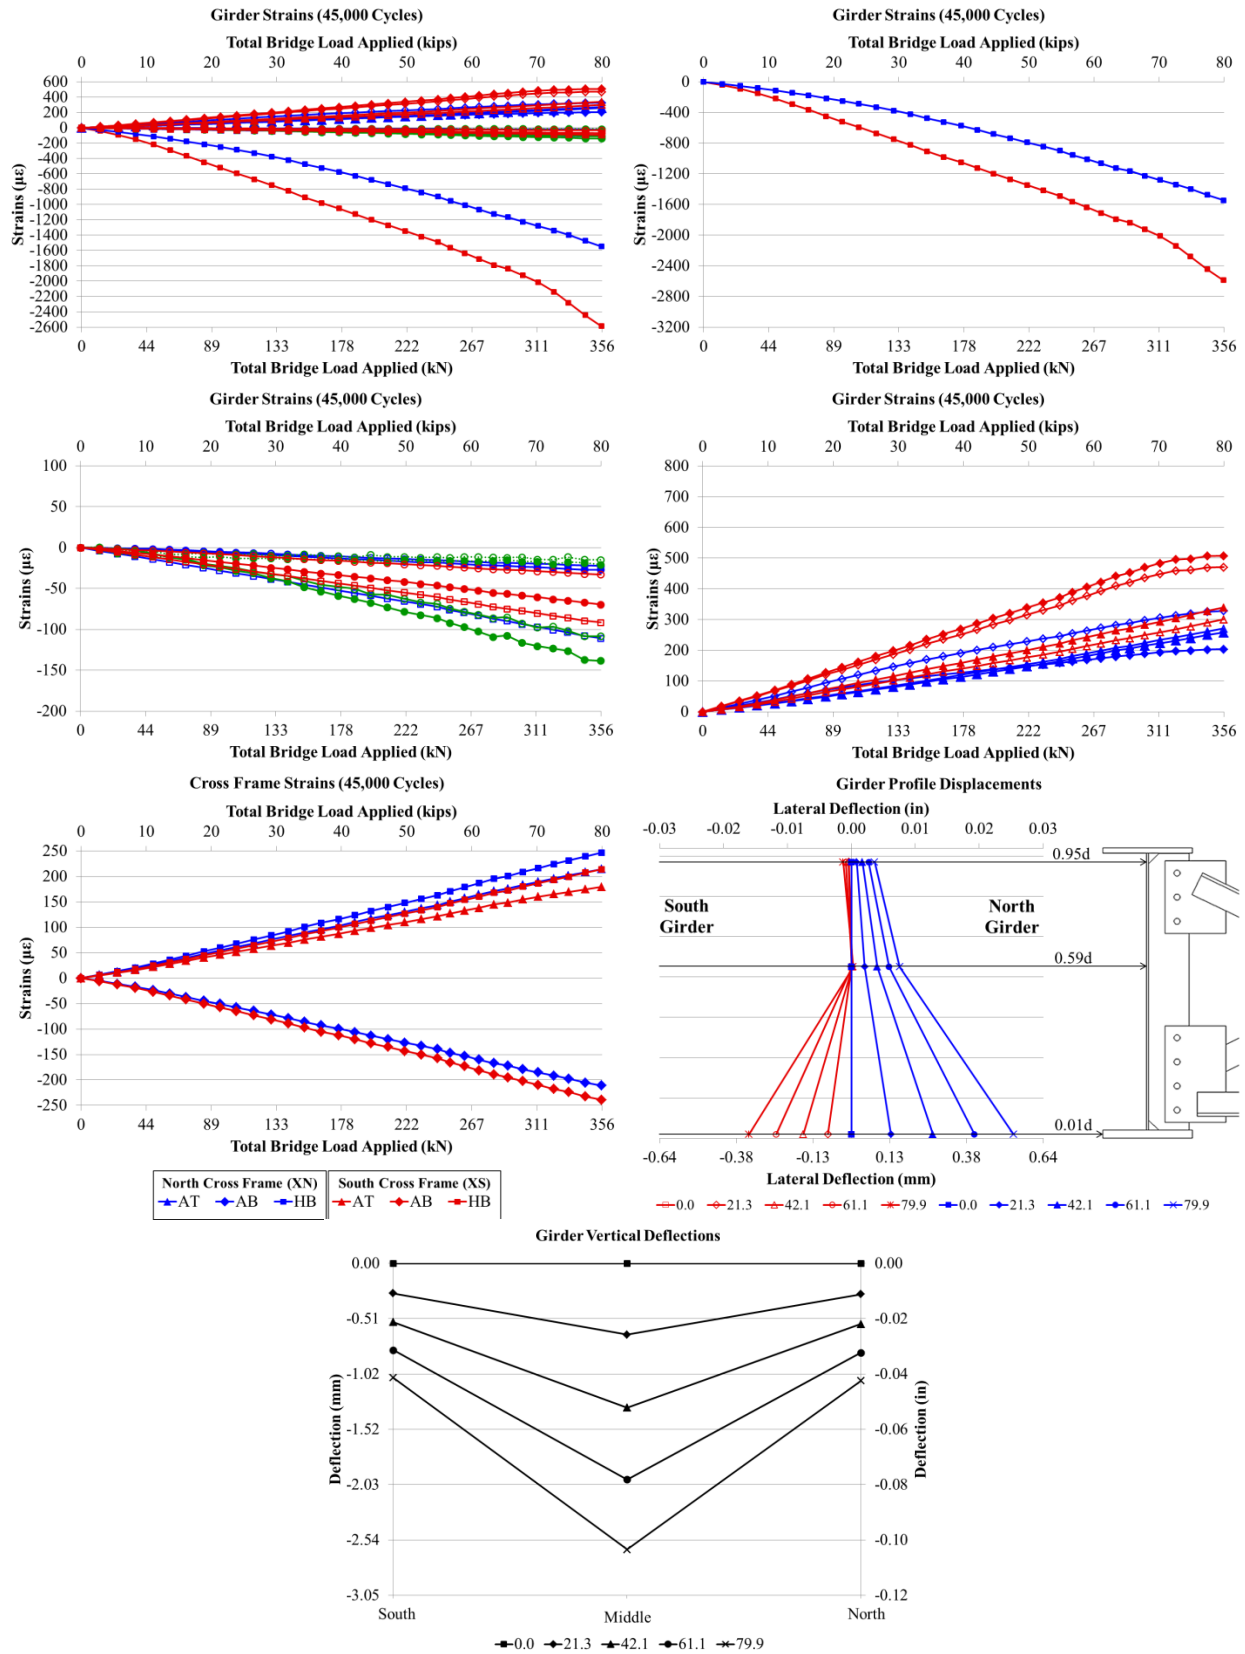 Girder Strains (45,000 Cycles)
Total Bridge Load Applied (kips)
0 10 20 30 40 50 60 70 80
600
400
200
0
-200
-400
-600
-800
-1000
-1200
-1400
-1600
-1800
-2000
-2200
-2400
-2600
Strains (με)
0 44 89 133 178 222 267 311 356
Total Bridge Load Applied (kN)
Girder Strains (45,000 Cycles)
Total Bridge Load Applied (kips)
0 10 20 30 40 50 60 70 80
0
-400
-800
-1200
-1600
-2000
-2400
-2800
-3200
Strains (με)
0 44 89 133 178 222 267 311 356
Total Bridge Load Applied (kN)
Girder Strains (45,000 Cycles)
Total Bridge Load Applied (kips)
0 10 20 30 40 50 60 70 80
100
50
0
-50
-100
-150
-200
Strains (με)
0 44 89 133 178 222 267 311 356
Total Bridge Load Applied (kN)
Girder Strains (45,000 Cycles)
Total Bridge Load Applied (kips)
0 10 20 30 40 50 60 70 80
800
700
600
500
400
300
200
100
0
Strains (με)
0 44 89 133 178 222 267 311 356
Total Bridge Load Applied (kN)
Cross Frame Strains (45,000 Cycles)
Total Bridge Load Applied (kips)
0 10 20 30 40 50 60 70 80
250
200
150
100
50
0
-50
-100
-150
-200
-250
Strains (με)
0 44 89 133 178 222 267 311 356
Total Bridge Load Applied (kN)
North Cross Frame (XN)
AT AB HB
South Cross Frame (XS)
AT AB HB
Girder Profile Displacements
Lateral Deflection (in)
-0.03 -0.02 -0.01 0.00 0.01 0.02 0.03
0.95d
South Girder
North Girder
0.59d
0.01d
-0.64 -0.38 -0.13 0.13 0.38 0.64
Lateral Deflection (mm)
0.0 21.3 42.1 61.1 79.9 0.0 21.3 42.1 61.1 79.9
Girder Vertical Deflections
0.00
-0.51
-1.02
-1.52
-2.03
-2.54
-3.05
Deflection (mm)
0.00
-0.02
-0.04
-0.06
-0.08
-0.10
-0.12
Deflection (in)
South Middle North
0.0 21.3 42.1 61.1 79.9